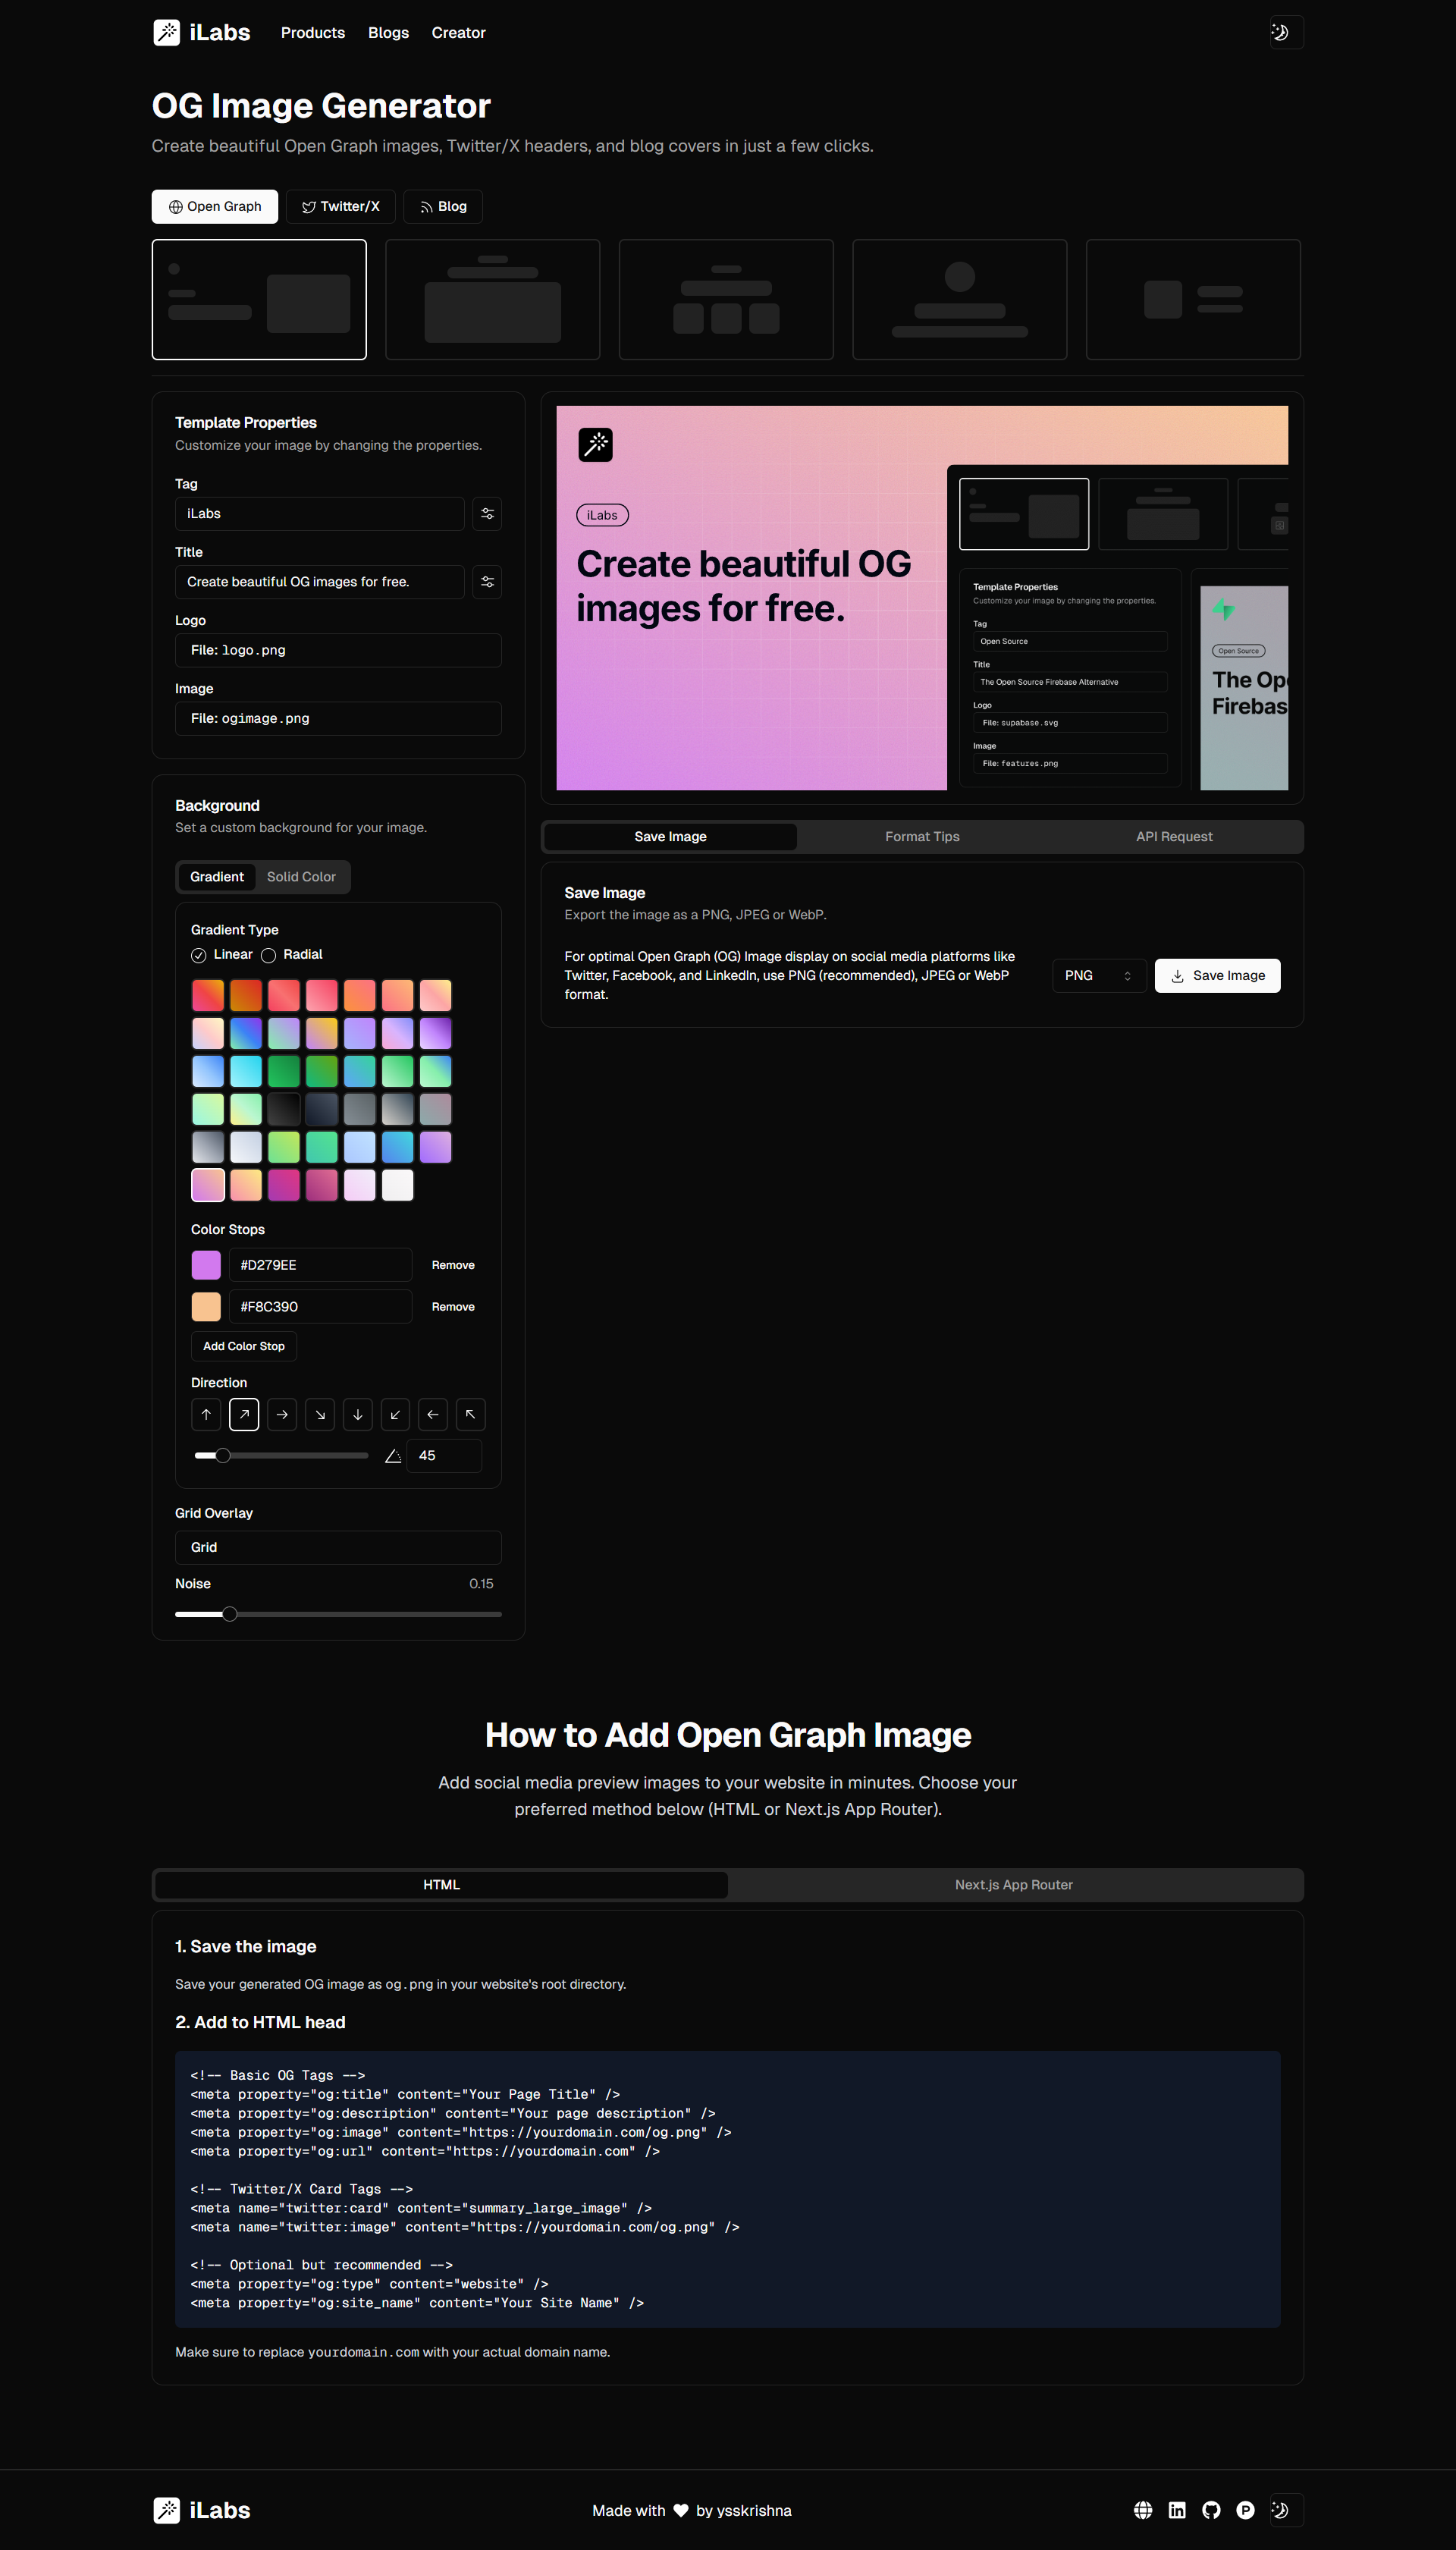 iLabs
Products
Blogs
Creator
OG Image Generator
Create beautiful Open Graph images, Twitter/X headers, and blog covers in just a few clicks.
Open Graph
Twitter/X
Blog
Template Properties
Customize your image by changing the properties.
Tag
iLabs
Title
Create beautiful OG images for free.
Logo
File: logo.png
Image
File: ogimage.png
Background
Set a custom background for your image.
Gradient
Solid Color
Gradient Type
Linear
Radial
Color Stops
#D279EE
Remove
#F8C390
Remove
Add Color Stop
Direction
45
Grid Overlay
Grid
Noise
0.15
iLabs
Create beautiful OG
images for free.
Template Properties
Customize your image by changing the properties.
Tag
Open Source
Title
The Open Source Firebase Alternative
Logo
File: supabase.svg
Image
File: features.png
Open Source
The Op
Firebas
Save Image
Format Tips
API Request
Save Image
Export the image as a PNG, JPEG or WebP.
For optimal Open Graph (OG) Image display on social media platforms like
Twitter, Facebook, and LinkedIn, use PNG (recommended), JPEG or WebP
format.
PNG
Save Image
How to Add Open Graph Image
Add social media preview images to your website in minutes. Choose your
preferred method below (HTML or Next.js App Router).
HTML
Next.js App Router
1. Save the image
Save your generated OG image as og.png in your website's root directory.
2. Add to HTML head
<!-- Basic OG Tags -->
<meta property="og:title" content="Your Page Title" />
<meta property="og:description" content="Your page description" />
<meta property="og:image" content="https://yourdomain.com/og.png" />
<meta property="og:url" content="https://yourdomain.com" />
<!-- Twitter/X Card Tags -->
<meta name="twitter:card" content="summary_large_image" />
<meta name="twitter:image" content="https://yourdomain.com/og.png" />
<!-- Optional but recommended -->
<meta property="og:type" content="website" />
<meta property="og:site_name" content="Your Site Name" />
Make sure to replace yourdomain.com with your actual domain name.
iLabs
Made with ♥ by ysskrishna